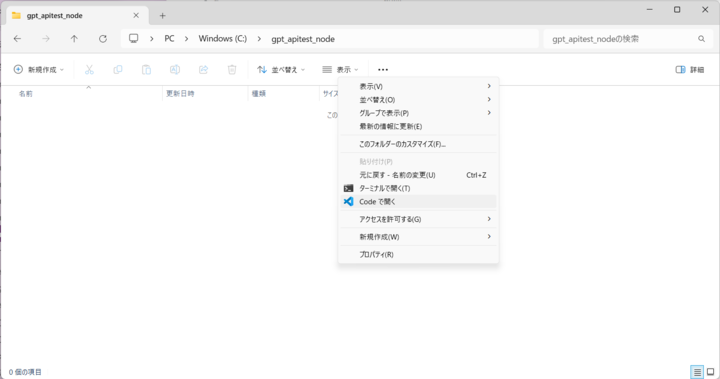 gpt_apitest_node
PC > Windows (C:) > gpt_apitest_node
gpt_apitest_nodeの検索
新規作成
並べ替え
表示
詳細
名前
更新日時
種類
サイズ
この
表示(V)
並べ替え(O)
グループで表示(P)
最新の情報に更新(E)
このフォルダーのカスタマイズ(F)...
貼り付け(P)
元に戻す - 名前の変更(U) Ctrl+Z
ターミナルで開く(T)
Code で開く
アクセスを許可する(G)
新規作成(W)
プロパティ(R)
0 個の項目